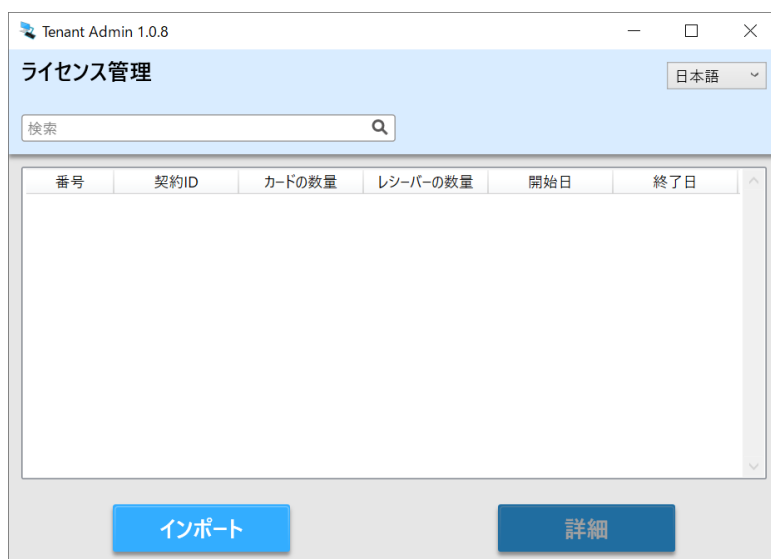 Tenant Admin 1.0.8
ライセンス管理
日本語
検索
番号 契約ID カードの数量 レシーバーの数量 開始日 終了日
インポート 詳細